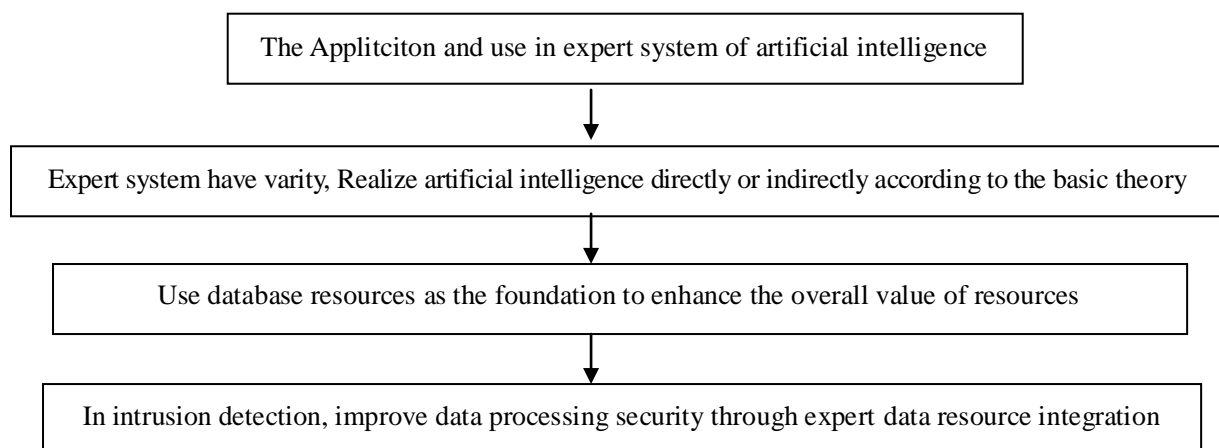 The Applitciton and use in expert system of artificial intelligence
Expert system have varity, Realize artificial intelligence directly or indirectly according to the basic theory
Use database resources as the foundation to enhance the overall value of resources
In intrusion detection, improve data processing security through expert data resource integration